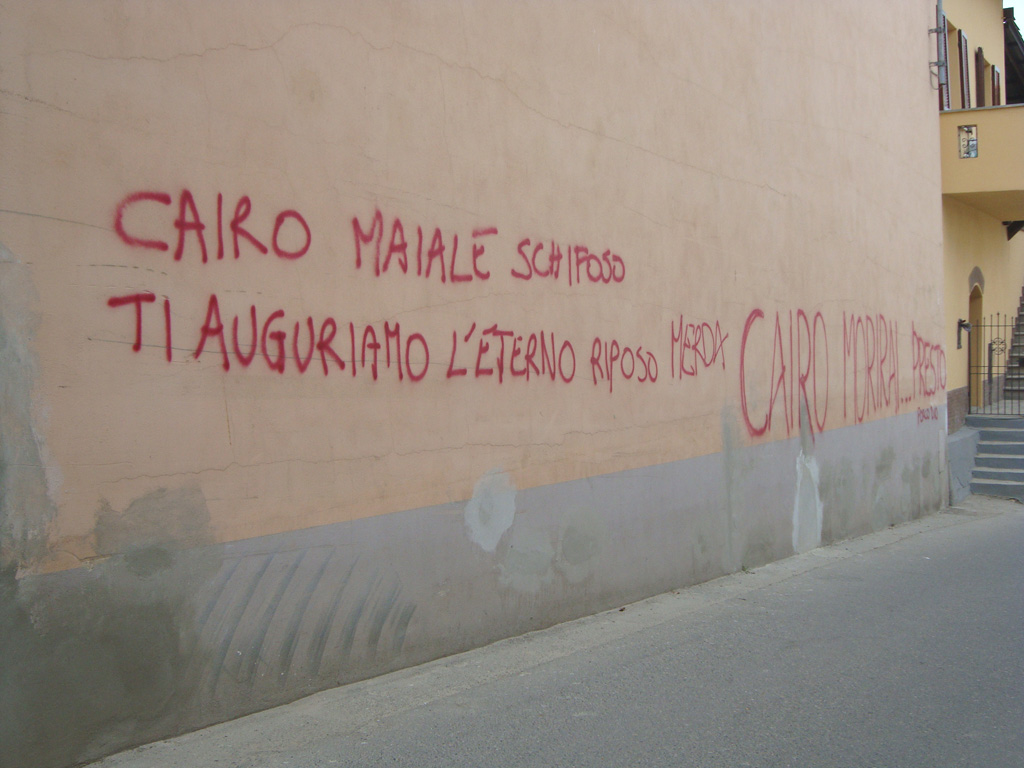 CAIRO MAIALE SCHIFOSO
TI AUGURIAMO L'ETERNO RIPOSO MERDA
CAIRO MORIRAI... PRESTO